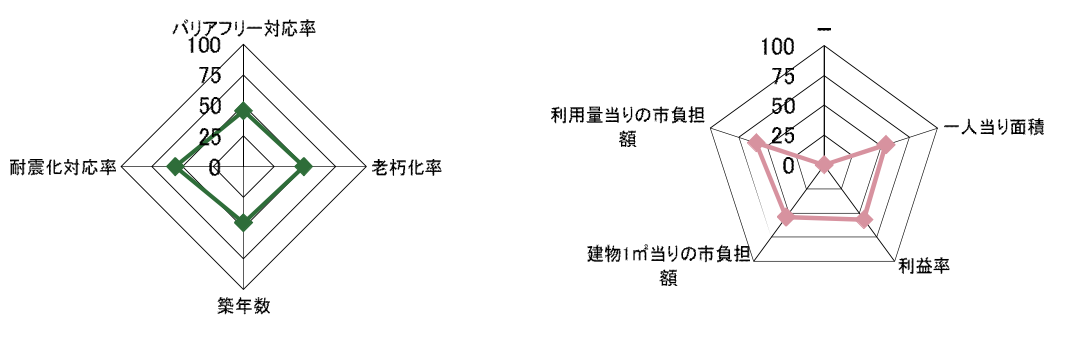 バリアフリー対応率
100
75
50
25
0
耐震化対応率
老朽化率
築年数
－
100
75
50
25
0
利用量当りの市負担
額
一人当り面積
建物1㎡当りの市負担
額
利益率